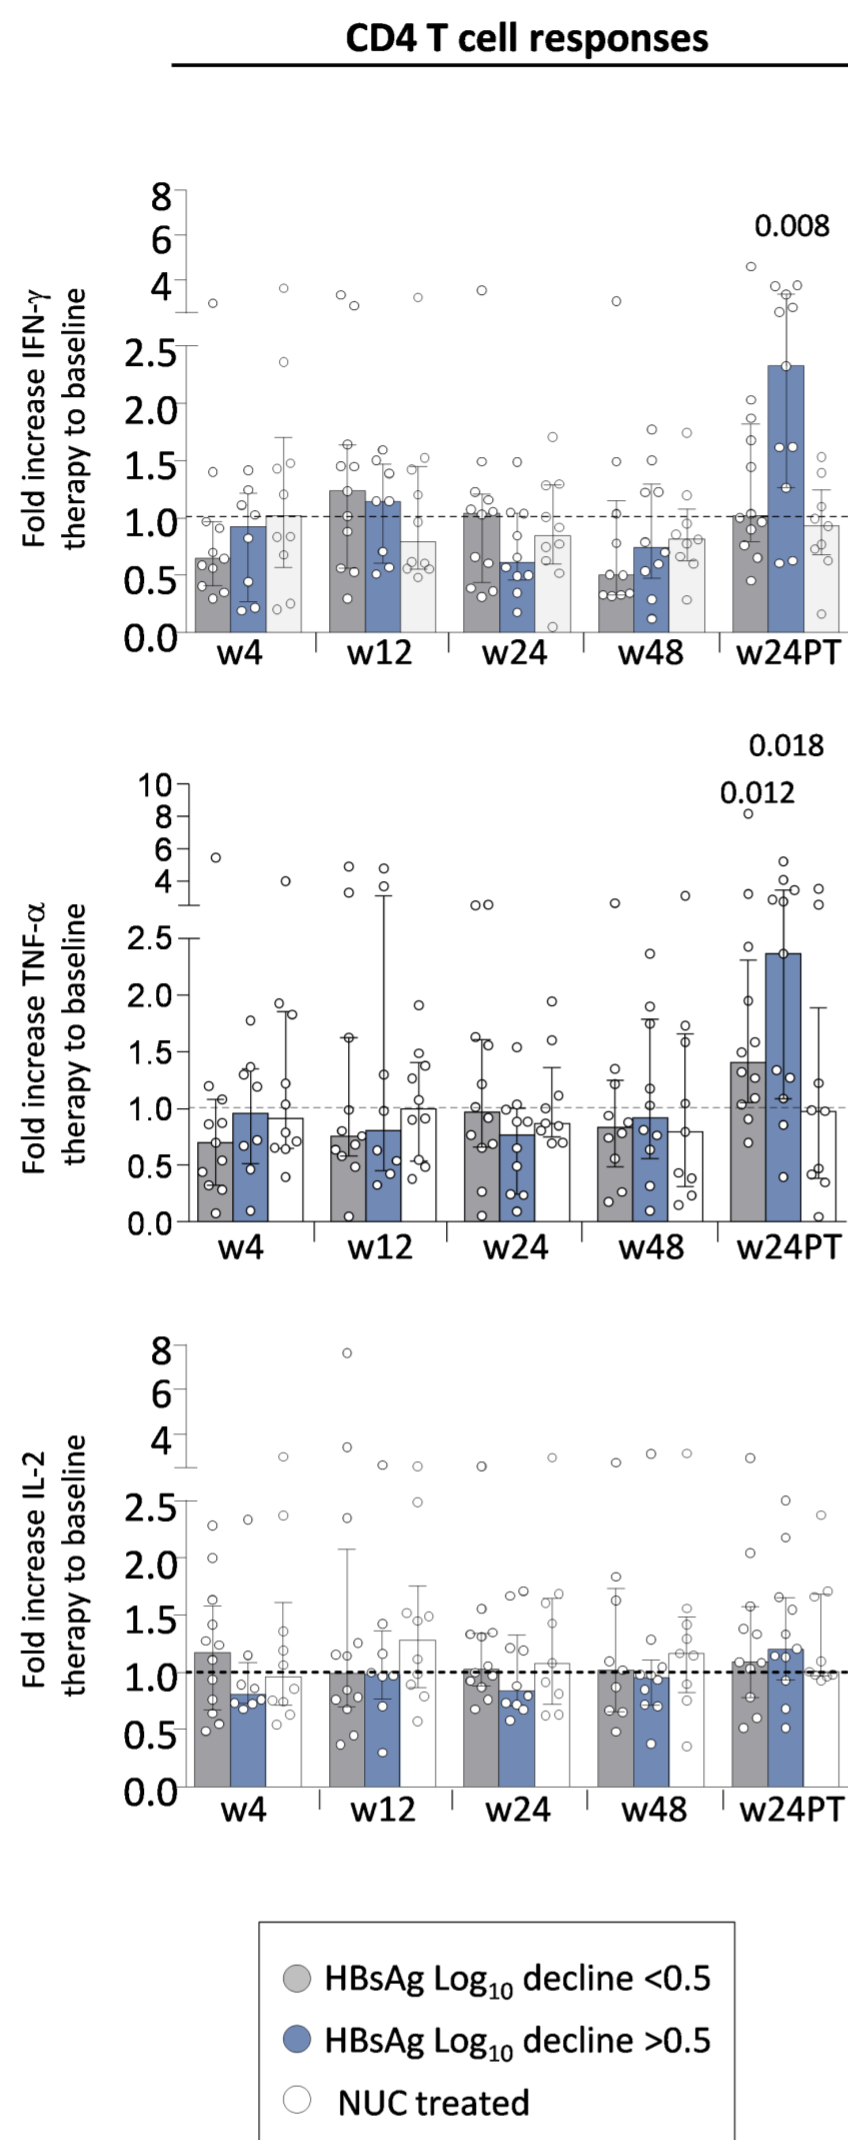 CD4 T cell responses
Fold increase IFN-γ
therapy to baseline
8
6
0.008
4
2.5
2.0
1.5
1.0
0.5
0.0
w4 w12 w24 w48 w24PT
Fold increase TNF-α
therapy to baseline
0.018
10
0.012
8
6
4
2.5
2.0
1.5
1.0
0.5
0.0
w4 w12 w24 w48 w24PT
Fold increase IL-2
therapy to baseline
8
6
4
2.5
2.0
1.5
1.0
0.5
0.0
w4 w12 w24 w48 w24PT
HBsAg Log₁₀ decline <0.5
HBsAg Log₁₀ decline >0.5
NUC treated